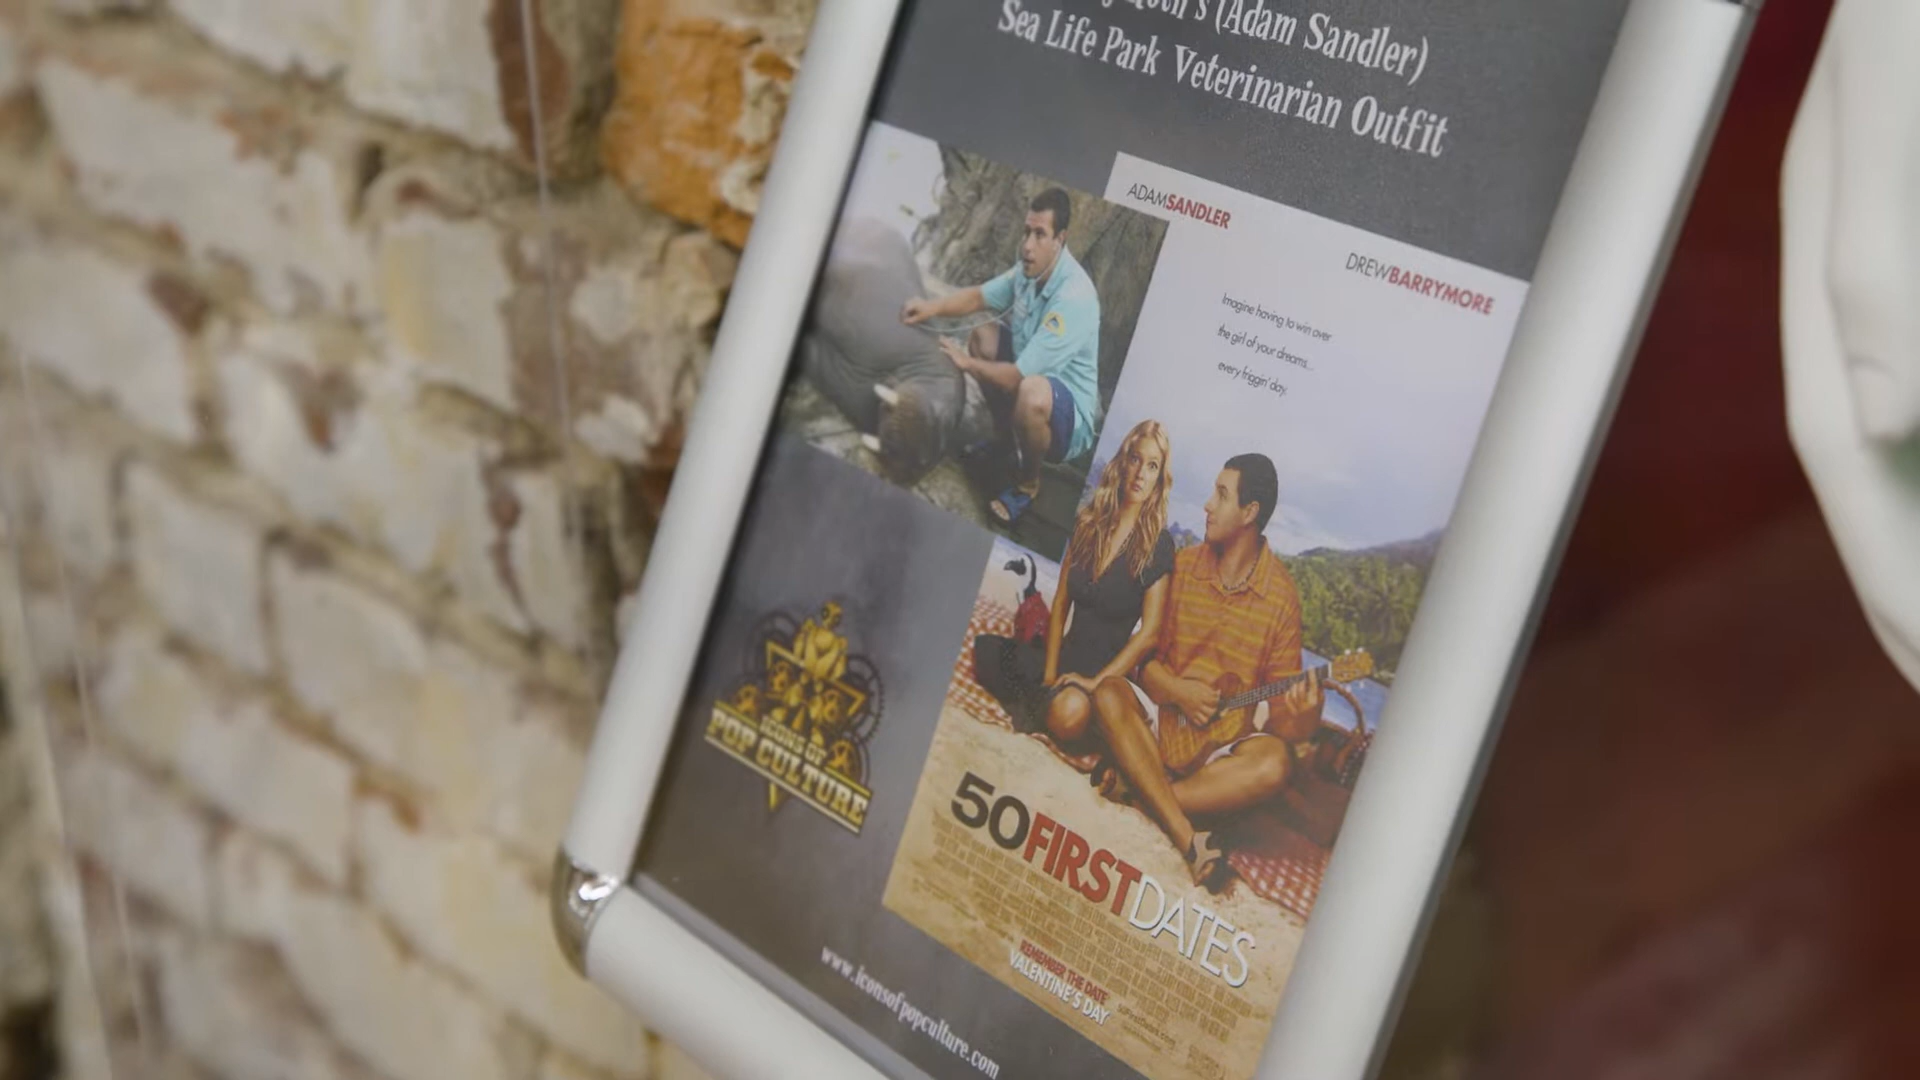 (Adam Sandler)
Sea Life Park Veterinarian Outfit
ADAMSANDLER
DREWBARRYMORE
Imagine having to win over
the girl of your dreams...
every friggin' day.
ICONS OF
POP CULTURE
50FIRSTDATES
REMEMBER THE DATE
VALENTINE'S DAY
www.iconsofpopculture.com